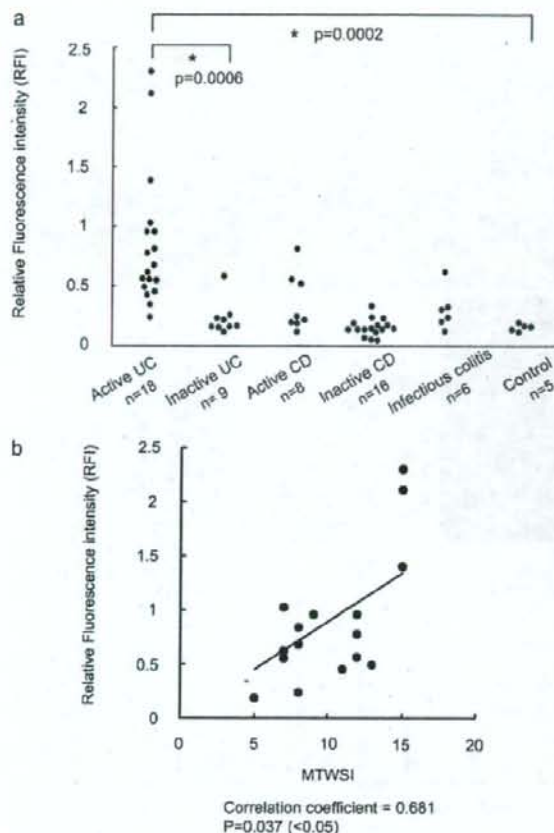 a
* p=0.0002
*
p=0.0006
Relative Fluorescence intensity (RFI)
2.5
2
1.5
1
0.5
0
Active UC n=18
Inactive UC n= 9
Active CD n=8
Inactive CD n=16
Infectious colitis n=6
Control n=5
b
Relative Fluorescence intensity (RFI)
2.5
2
1.5
1
0.5
0
0 5 10 15 20
MTWSI
Correlation coefficient = 0.681
P=0.037 (<0.05)